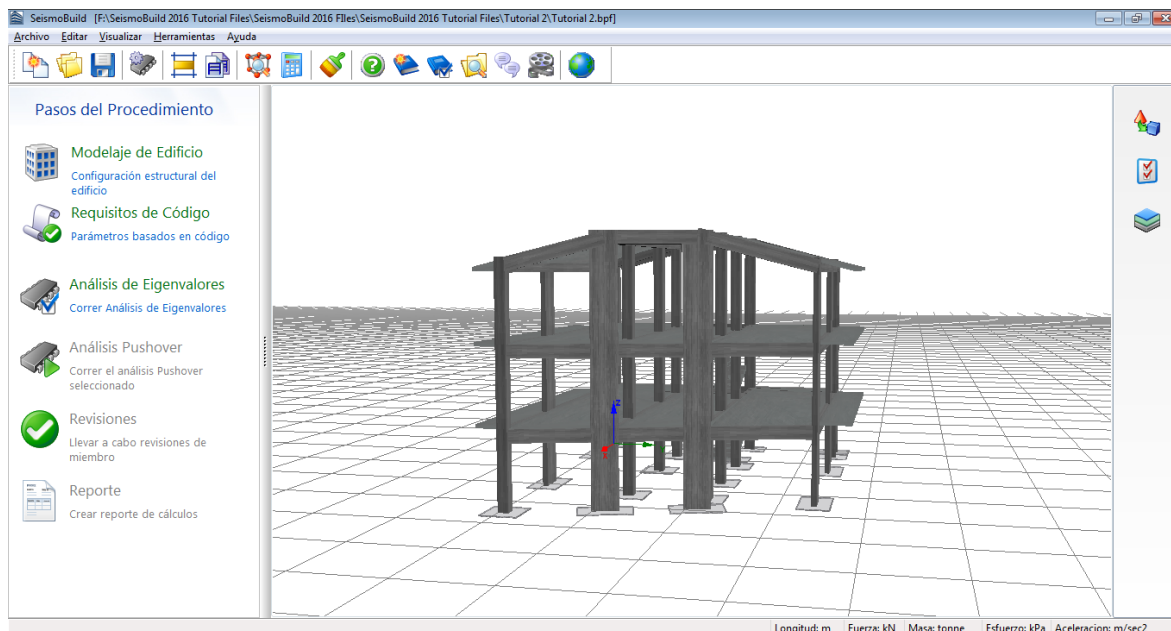 SeismoBuild [F:\SeismoBuild 2016 Tutorial Files\SeismoBuild 2016 FIles\SeismoBuild 2016 Tutorial Files\Tutorial 2\Tutorial 2.bpf]
Archivo Editar Visualizar Herramientas Ayuda
Pasos del Procedimiento
Modelaje de Edificio
Configuración estructural del
edificio
Requisitos de Código
Parámetros basados en código
Análisis de Eigenvalores
Correr Análisis de Eigenvalores
Análisis Pushover
Correr el análisis Pushover
seleccionado
Revisiones
Llevar a cabo revisiones de
miembro
Reporte
Crear reporte de cálculos
Z
Longitud: m Fuerza: kN Masa: tonne Esfuerzo: kPa Aceleracion: m/sec2